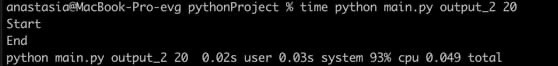 anastasia@MacBook-Pro-evg pythonProject % time python main.py output_2 20
Start
End
python main.py output_2 20  0.02s user 0.03s system 93% cpu 0.049 total